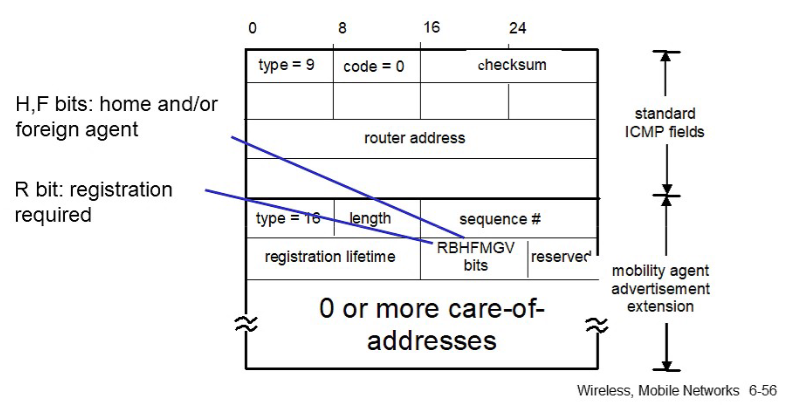 0 8 16 24
type = 9 code = 0 checksum
H,F bits: home and/or
foreign agent
standard
ICMP fields
router address
R bit: registration
required
type = 16 length sequence #
registration lifetime RBHFMGV
bits reserved
mobility agent
advertisement
extension
0 or more care-of-
addresses
Wireless, Mobile Networks 6-56